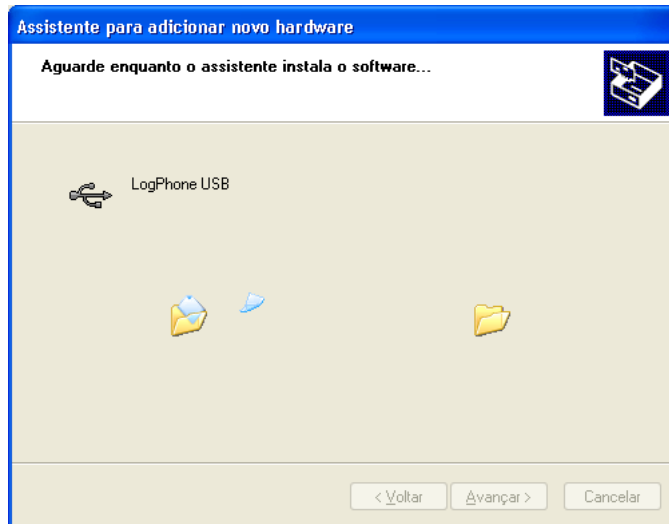 Assistente para adicionar novo hardware
Aguarde enquanto o assistente instala o software...
LogPhone USB
< Voltar
Avançar >
Cancelar